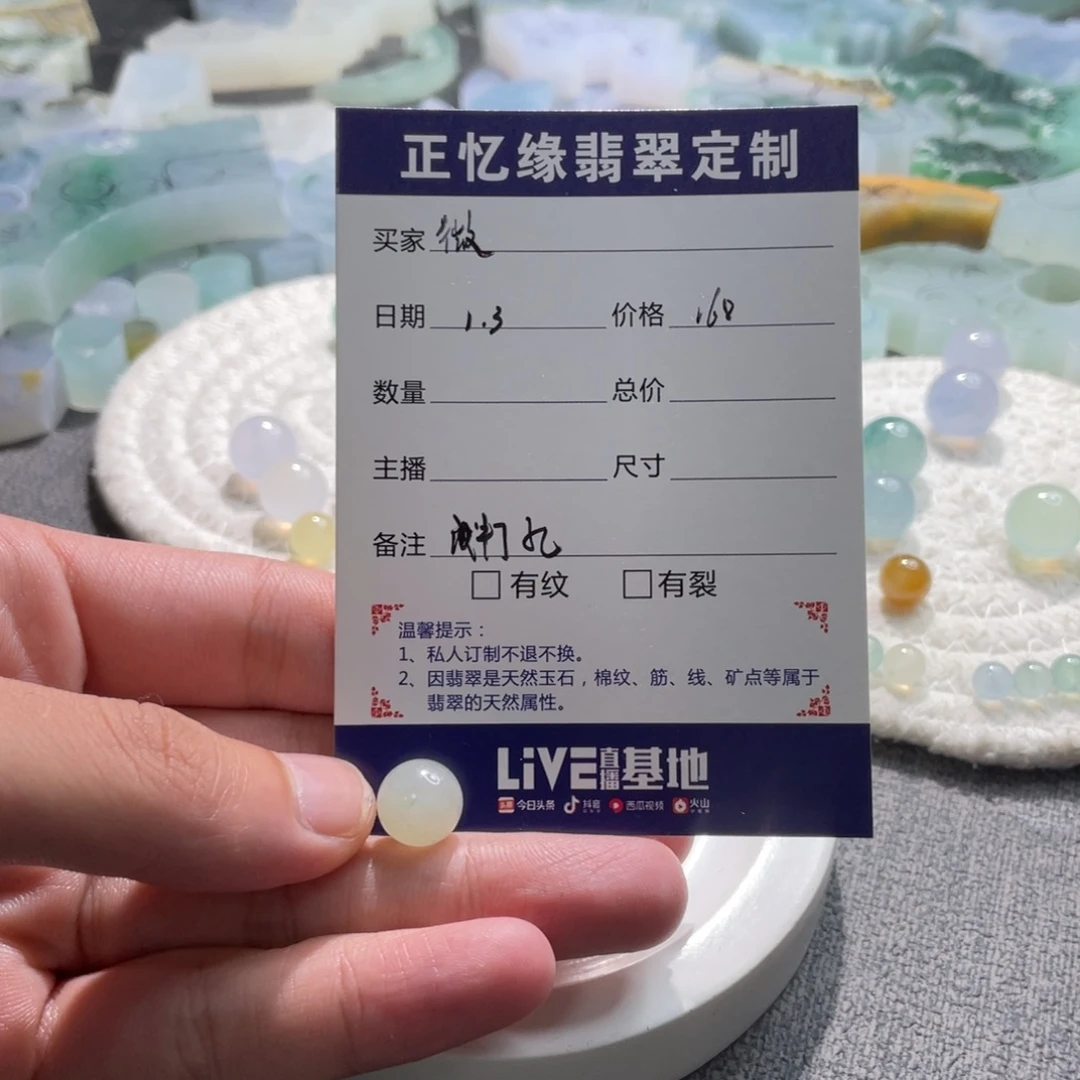 正忆缘翡翠定制
买家 微
日期 1.3 价格 168
数量 总价
主播 尺寸
备注 打孔
有纹 有裂
温馨提示：
1、私人订制不退不换。
2、因翡翠是天然玉石，棉纹、筋、线、矿点等属于
翡翠的天然属性。
LiVE直播基地
头条 今日头条 抖音 西瓜视频 火山